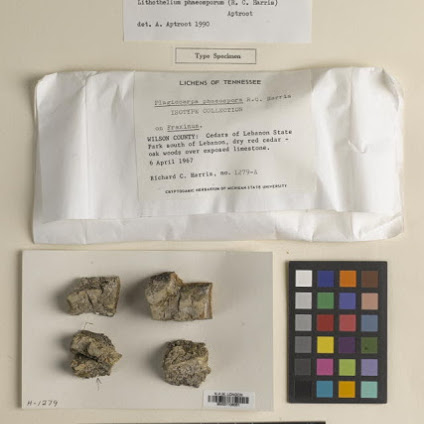 Lithothelium phaeosporum (R. C. Harris)
Aptroot
det. A. Aptroot 1990
Type Specimen
LICHENS OF TENNESSEE
Plagiocarpa phaeospora R.C. Harris
ISOTYPE COLLECTION
on Fraxinus.
WILSON COUNTY: Cedars of Lebanon State
Park south of Lebanon, dry red cedar -
oak woods over exposed limestone.
6 April 1967
Richard C. Harris, no. 1279-A
CRYPTOGAMIC HERBARIUM OF MICHIGAN STATE UNIVERSITY
H-1279